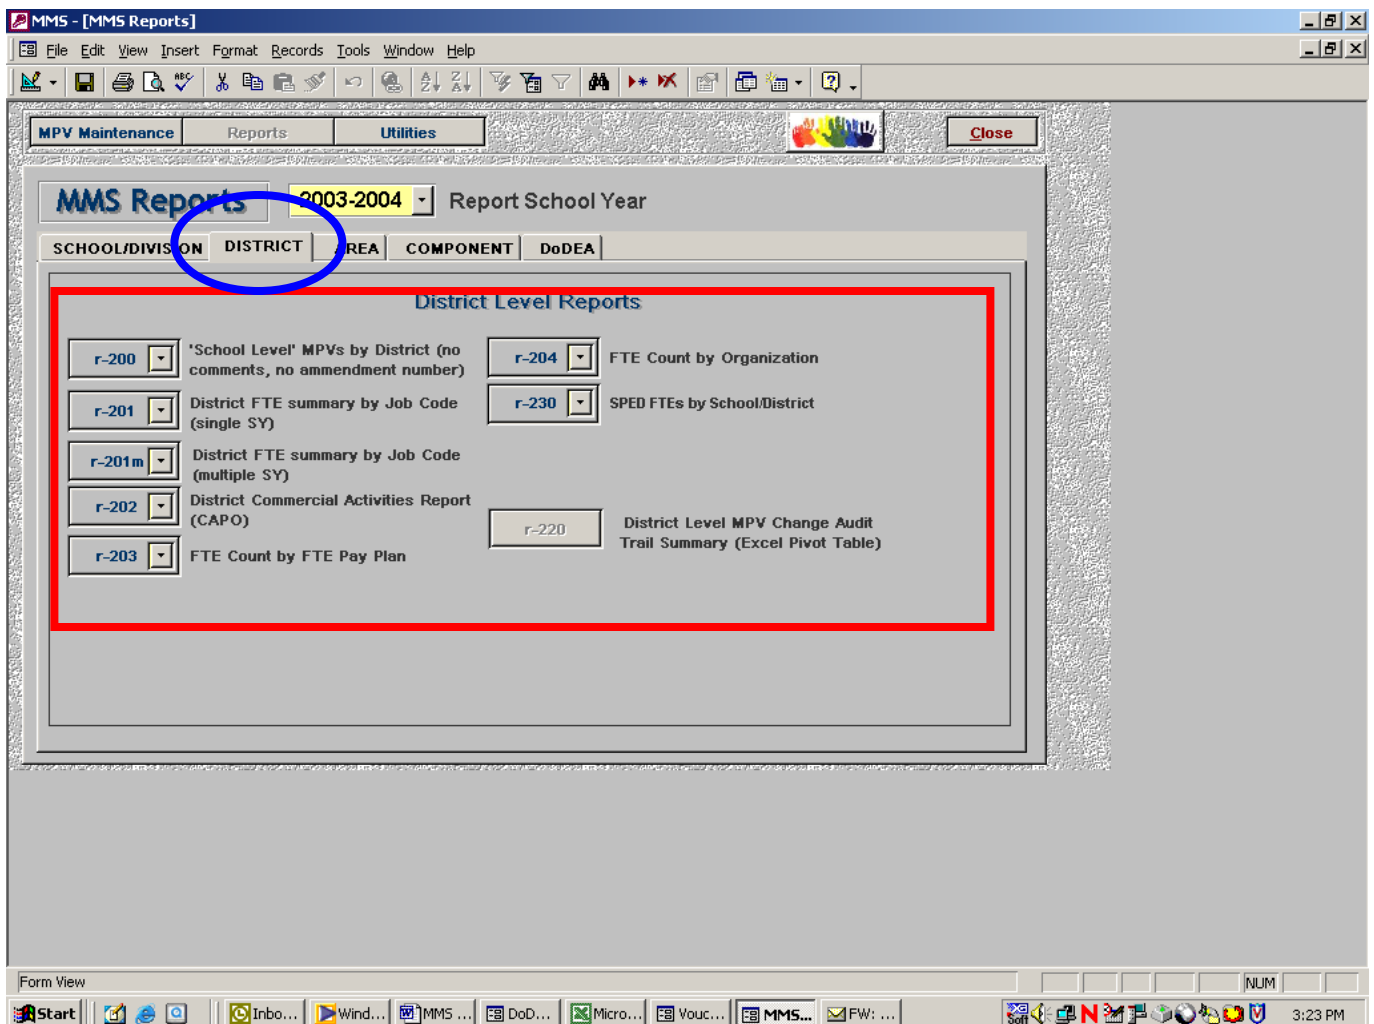 MMS - [MMS Reports]
File Edit View Insert Format Records Tools Window Help
MPV Maintenance Reports Utilities Close
MMS Reports 2003-2004 Report School Year
SCHOOL/DIVISION DISTRICT AREA COMPONENT DoDEA
District Level Reports
r-200 'School Level' MPVs by District (no
comments, no ammendment number)
r-204 FTE Count by Organization
r-201 District FTE summary by Job Code
(single SY)
r-230 SPED FTEs by School/District
r-201m District FTE summary by Job Code
(multiple SY)
r-202 District Commercial Activities Report
(CAPO)
r-220 District Level MPV Change Audit
Trail Summary (Excel Pivot Table)
r-203 FTE Count by FTE Pay Plan
Form View NUM
Start Inbo... Wind... MMS ... DoD... Micro... Vouc... MMS... FW: ... 3:23 PM